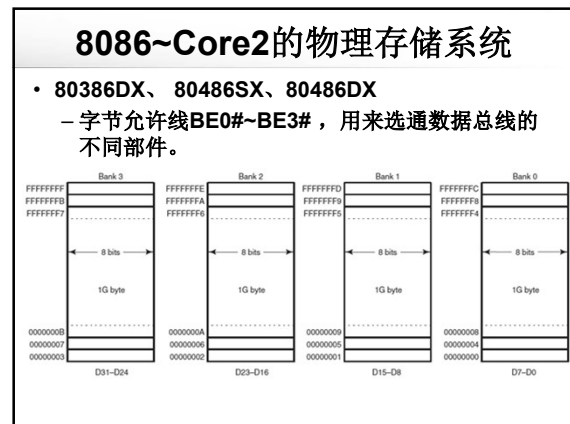 8086~Core2的物理存储系统
• 80386DX、 80486SX、80486DX
– 字节允许线BE0#~BE3# ，用来选通数据总线的
不同部件。
Bank 3 Bank 2 Bank 1 Bank 0
FFFFFFFF FFFFFFFE FFFFFFFD FFFFFFFC
FFFFFFFB FFFFFFFA FFFFFFF9 FFFFFFF8
FFFFFFF7 FFFFFFF6 FFFFFFF5 FFFFFFF4
8 bits 8 bits 8 bits 8 bits
1G byte 1G byte 1G byte 1G byte
0000000B 0000000A 00000009 00000008
00000007 00000006 00000005 00000004
00000003 00000002 00000001 00000000
D31–D24 D23–D16 D15–D8 D7–D0